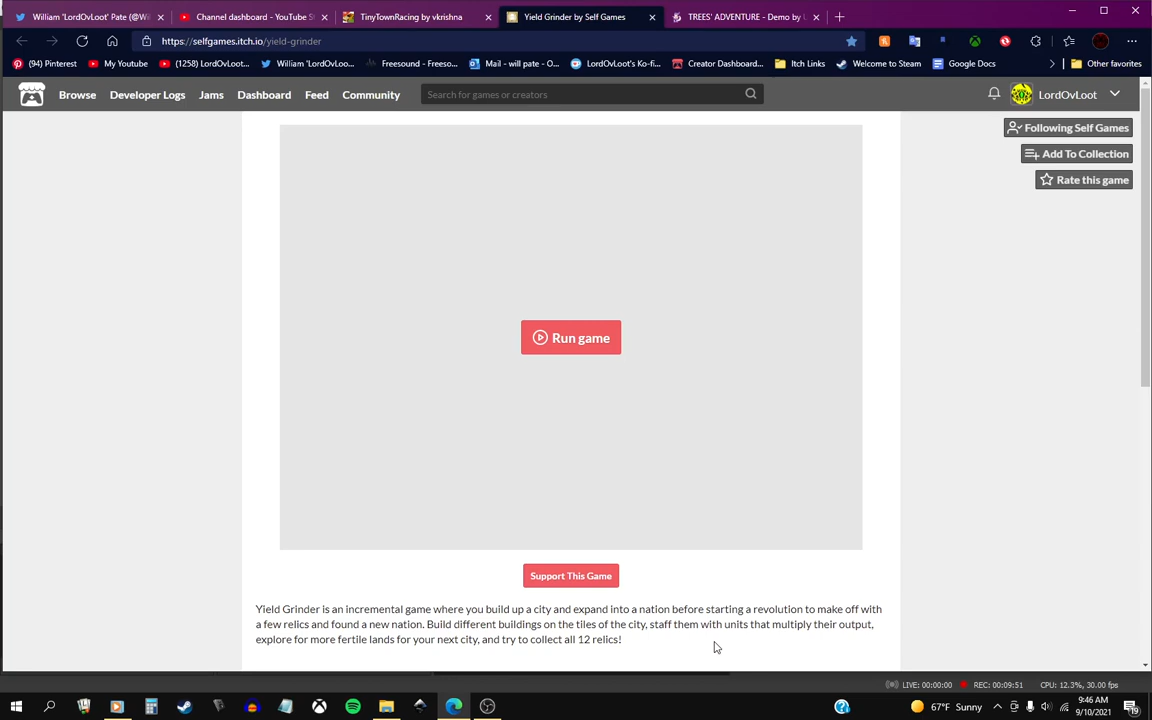 William 'LordOvLoot' Pate (@Wi
Channel dashboard - YouTube S
TinyTownRacing by vkrishna
Yield Grinder by Self Games
TREES' ADVENTURE - Demo by
https://selfgames.itch.io/yield-grinder
(94) Pinterest
My Youtube
(1258) LordOvLoot...
William 'LordOvLoo...
Freesound - Freeso...
Mail - will pate - O...
LordOvLoot's Ko-fi...
Creator Dashboard...
Itch Links
Welcome to Steam
Google Docs
Other favorites
Browse Developer Logs Jams Dashboard Feed Community
Search for games or creators
LordOvLoot
Following Self Games
Add To Collection
Rate this game
Run game
Support This Game
Yield Grinder is an incremental game where you build up a city and expand into a nation before starting a revolution to make off with
a few relics and found a new nation. Build different buildings on the tiles of the city, staff them with units that multiply their output,
explore for more fertile lands for your next city, and try to collect all 12 relics!
LIVE: 00:00:00 REC: 00:09:51 CPU: 12.3%, 30.00 fps
67°F Sunny
9:46 AM
9/10/2021
19